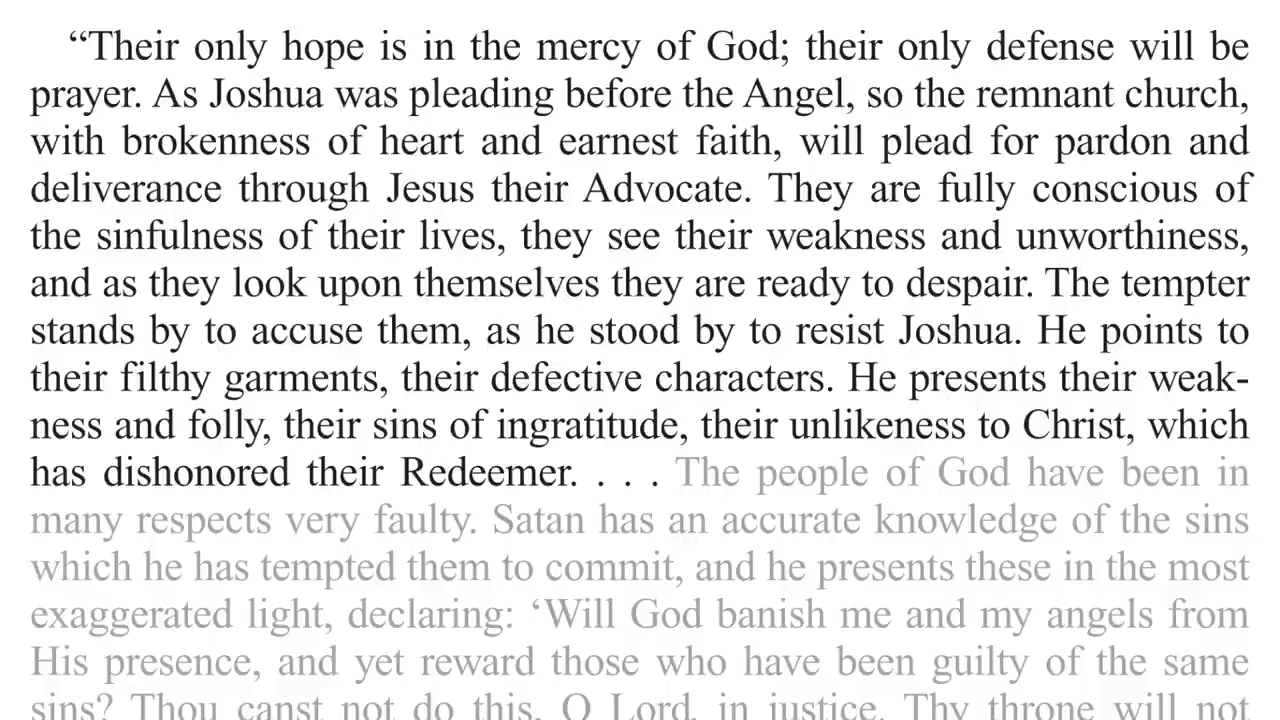 “Their only hope is in the mercy of God; their only defense will be
prayer. As Joshua was pleading before the Angel, so the remnant church,
with brokenness of heart and earnest faith, will plead for pardon and
deliverance through Jesus their Advocate. They are fully conscious of
the sinfulness of their lives, they see their weakness and unworthiness,
and as they look upon themselves they are ready to despair. The tempter
stands by to accuse them, as he stood by to resist Joshua. He points to
their filthy garments, their defective characters. He presents their weak-
ness and folly, their sins of ingratitude, their unlikeness to Christ, which
has dishonored their Redeemer. . . . The people of God have been in
many respects very faulty. Satan has an accurate knowledge of the sins
which he has tempted them to commit, and he presents these in the most
exaggerated light, declaring: ‘Will God banish me and my angels from
His presence, and yet reward those who have been guilty of the same
sins? Thou canst not do this, O Lord, in justice. Thy throne will not